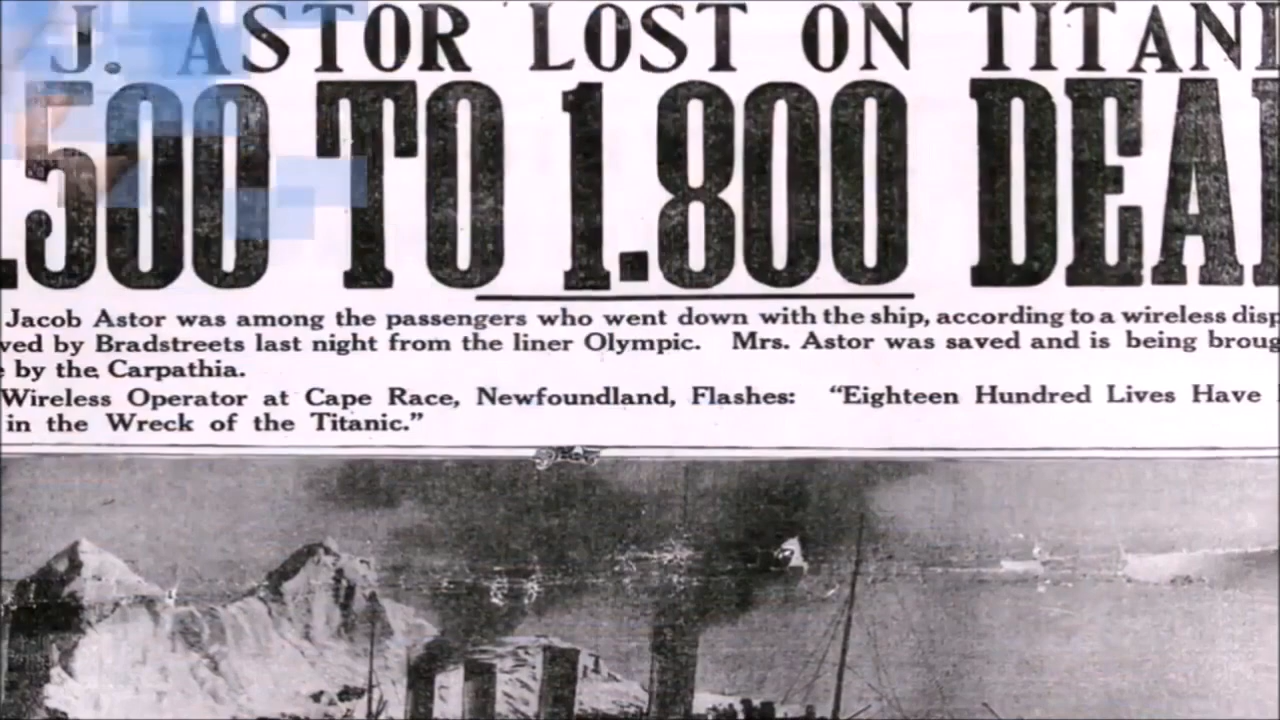 J. ASTOR LOST ON TITANI
.500 TO 1.800 DEA
Jacob Astor was among the passengers who went down with the ship, according to a wireless disp
ved by Bradstreets last night from the liner Olympic. Mrs. Astor was saved and is being broug
by the Carpathia.
Wireless Operator at Cape Race, Newfoundland, Flashes: "Eighteen Hundred Lives Have
in the Wreck of the Titanic."